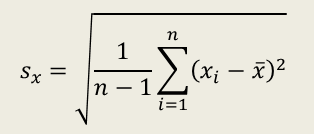 s_x = √(1/(n − 1) ∑_{i=1}^{n} (x_i − x̄)²)